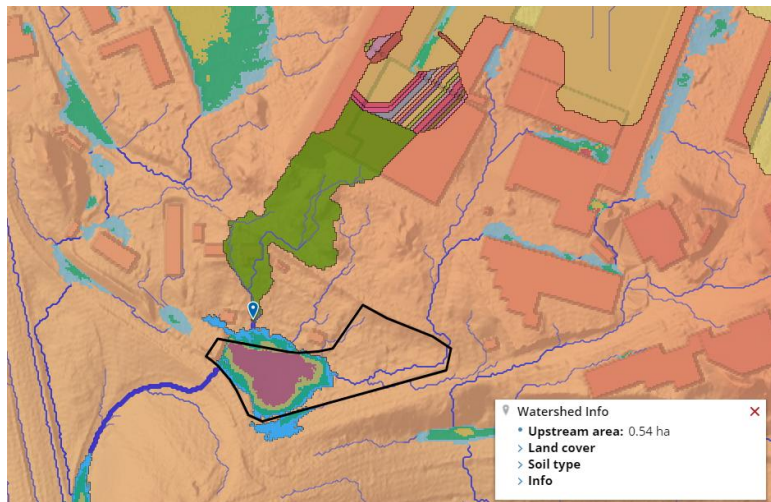 Watershed Info
Upstream area: 0.54 ha
Land cover
Soil type
Info